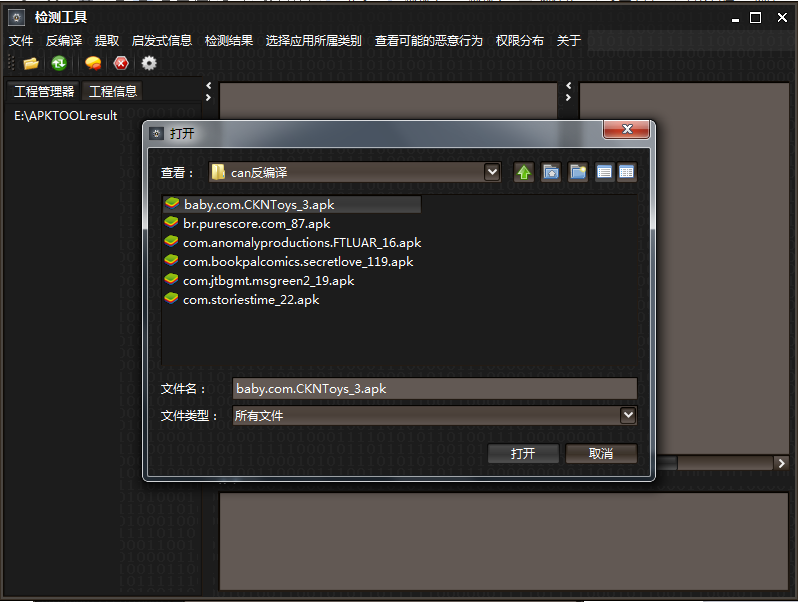 检测工具
文件 反编译 提取 启发式信息 检测结果 选择应用所属类别 查看可能的恶意行为 权限分布 关于
工程管理器 工程信息
E:\APKTOOLresult
打开
查看： can反编译
baby.com.CKNToys_3.apk
br.purescore.com_87.apk
com.anomalyproductions.FTLUAR_16.apk
com.bookpalcomics.secretlove_119.apk
com.jtbgmt.msgreen2_19.apk
com.storiestime_22.apk
文件名： baby.com.CKNToys_3.apk
文件类型： 所有文件
打开 取消